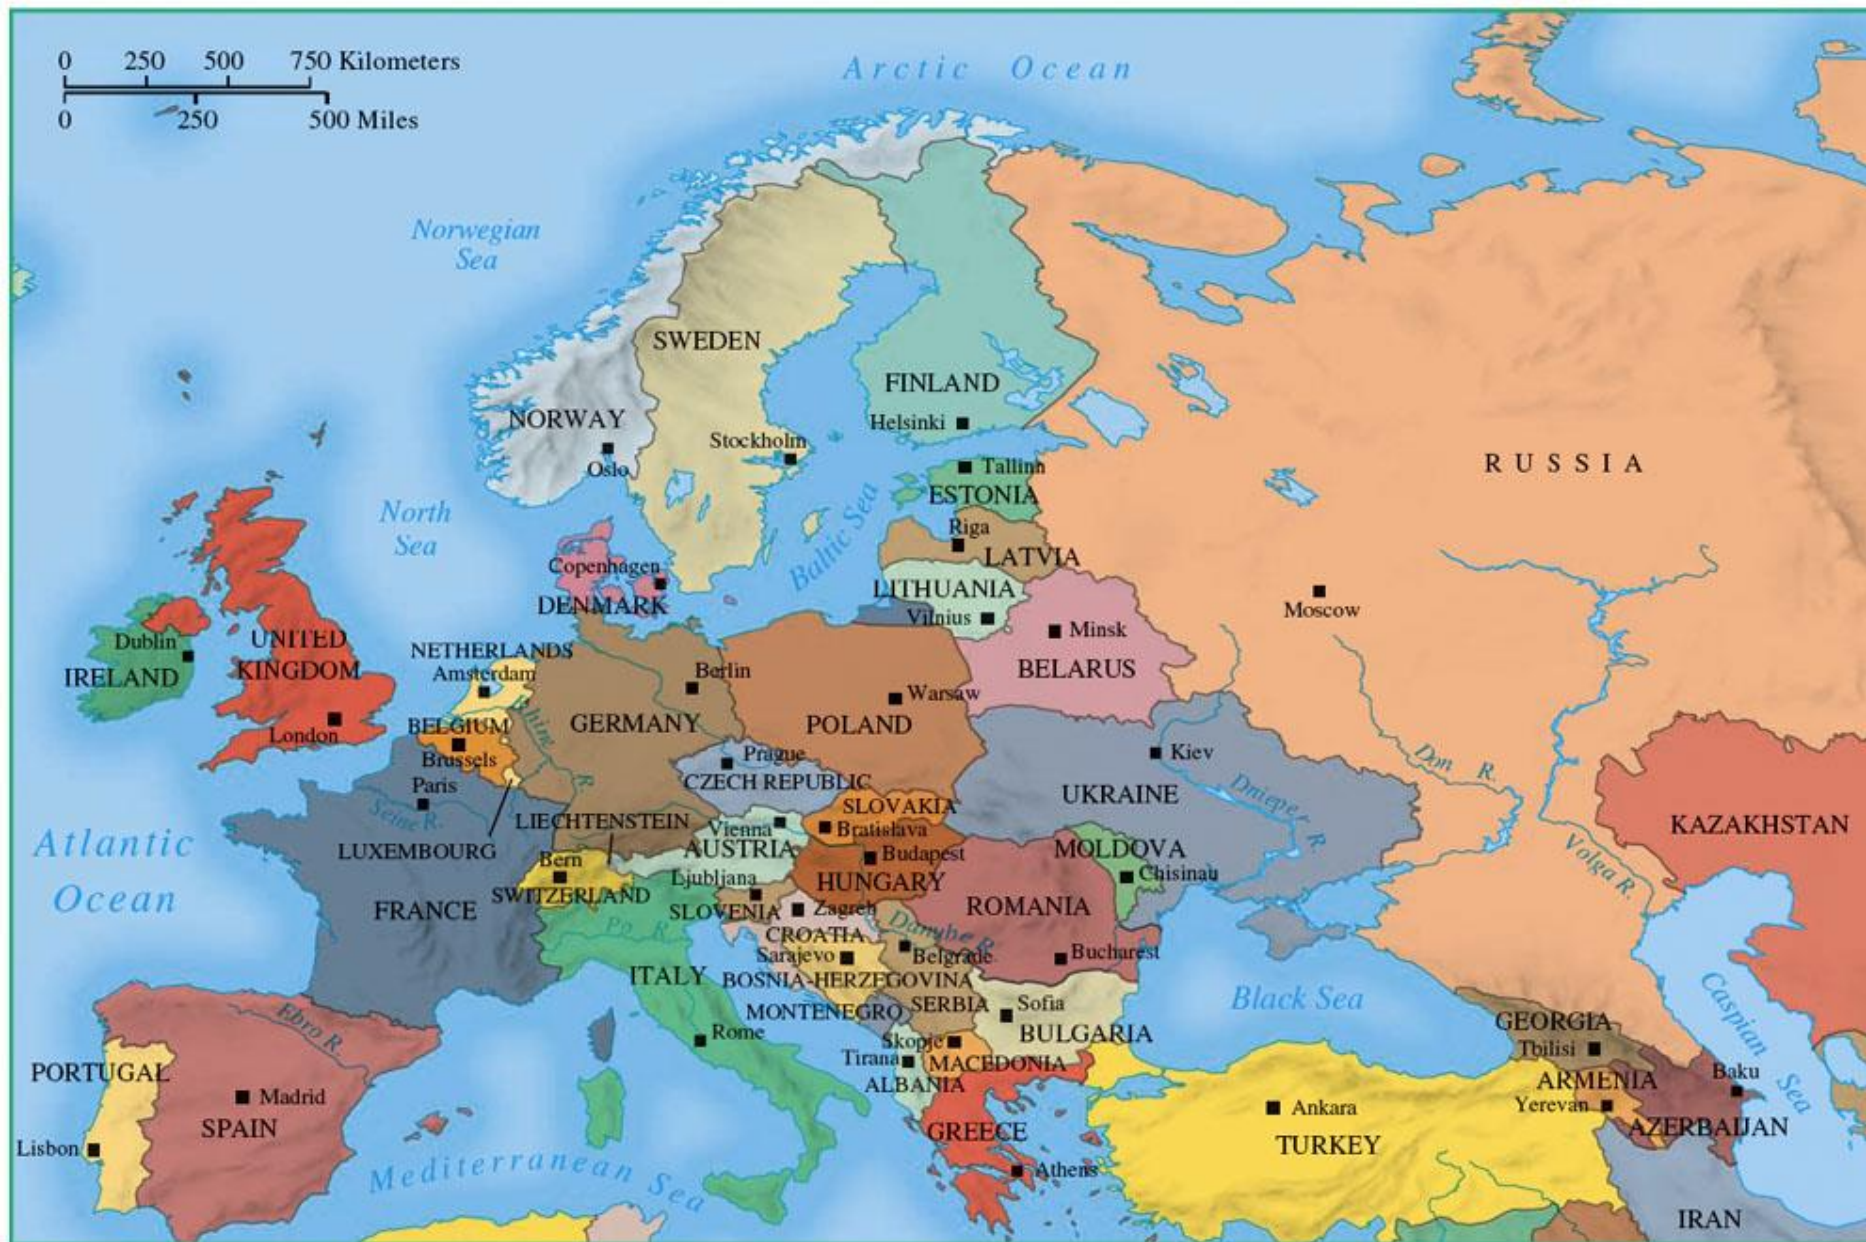 0 250 500 750 Kilometers
0 250 500 Miles
Arctic Ocean
Norwegian
Sea
SWEDEN
FINLAND
NORWAY
Helsinki
Stockholm
Oslo
Tallinn
RUSSIA
ESTONIA
North
Sea
Baltic Sea
Riga
LATVIA
Copenhagen
LITHUANIA
DENMARK
Vilnius
Moscow
Minsk
Dublin
UNITED
KINGDOM
NETHERLANDS
Amsterdam
Berlin
BELARUS
IRELAND
Warsaw
London
BELGIUM
Rhine R.
GERMANY
POLAND
Brussels
Prague
Kiev
Don R.
CZECH REPUBLIC
Paris
Seine R.
UKRAINE
Dnieper R
SLOVAKIA
LIECHTENSTEIN
Vienna
Bratislava
KAZAKHSTAN
Atlantic
Ocean
LUXEMBOURG
Bern
AUSTRIA
Budapest
MOLDOVA
Volga R.
Ljubljana
HUNGARY
Chisinau
SWITZERLAND
FRANCE
SLOVENIA
Zagreb
ROMANIA
Po R.
CROATIA
Danube R
Sarajevo
Belgrade
Bucharest
ITALY
BOSNIA-HERZEGOVINA
Black Sea
Caspian Sea
MONTENEGRO
SERBIA
Sofia
BULGARIA
Ebro R.
Rome
Skopje
GEORGIA
Tbilisi
Tirana
MACEDONIA
PORTUGAL
ALBANIA
ARMENIA
Baku
Madrid
Ankara
Yerevan
SPAIN
GREECE
TURKEY
AZERBAIJAN
Lisbon
Mediterranean Sea
Athens
IRAN